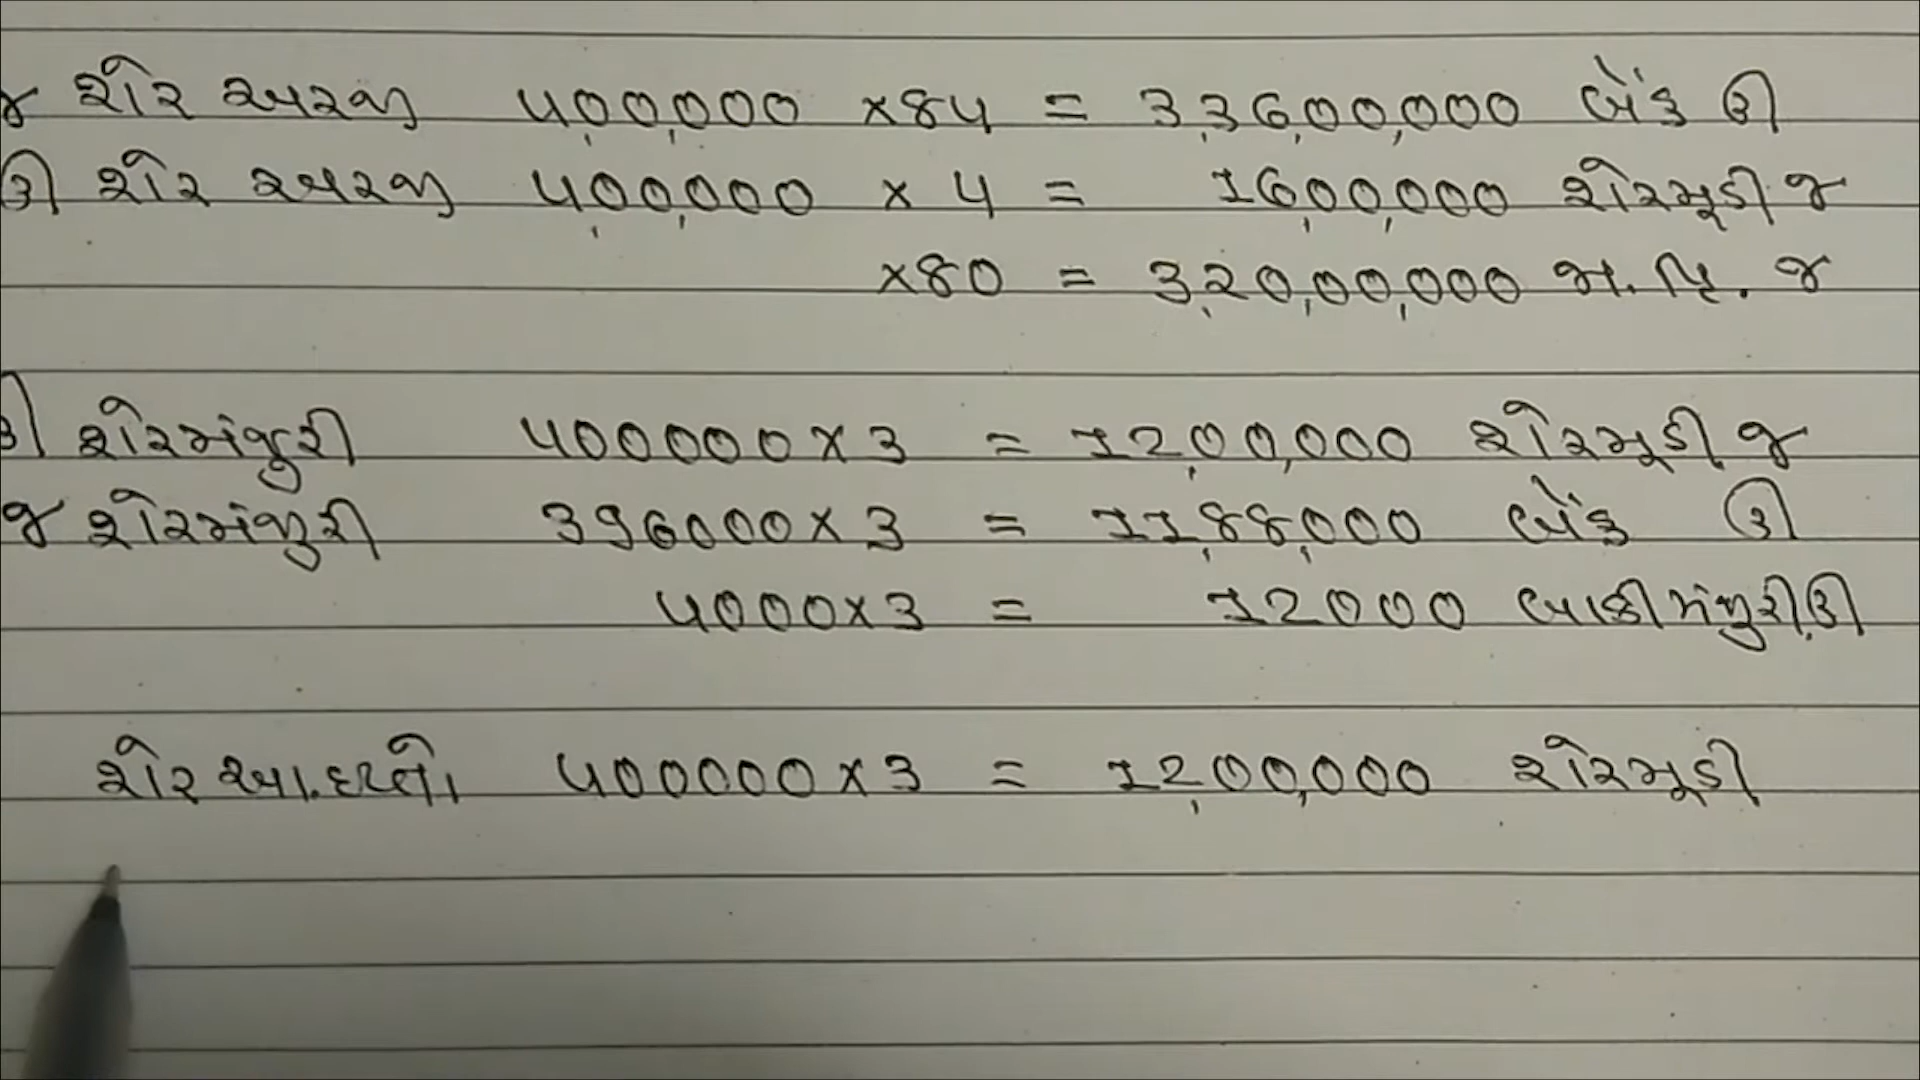 જ શેર અરજી 4,00,000 ×84 = 3,36,00,000 બેંક ઉ
ઉ શેર અરજી 4,00,000 × 4 = 16,00,000 શેરમૂડી જ
×80 = 3,20,00,000 જા. પ્રિ. જ
ઉ શેરમંજુરી 400000×3 = 12,00,000 શેરમૂડી જ
જ શેરમંજુરી 396000×3 = 11,88,000 બેંક ઉ
4000×3 = 12000 બાકીમંજુરી ઉ
શેર આ. હપ્તો 400000×3 = 12,00,000 શેરમૂડી